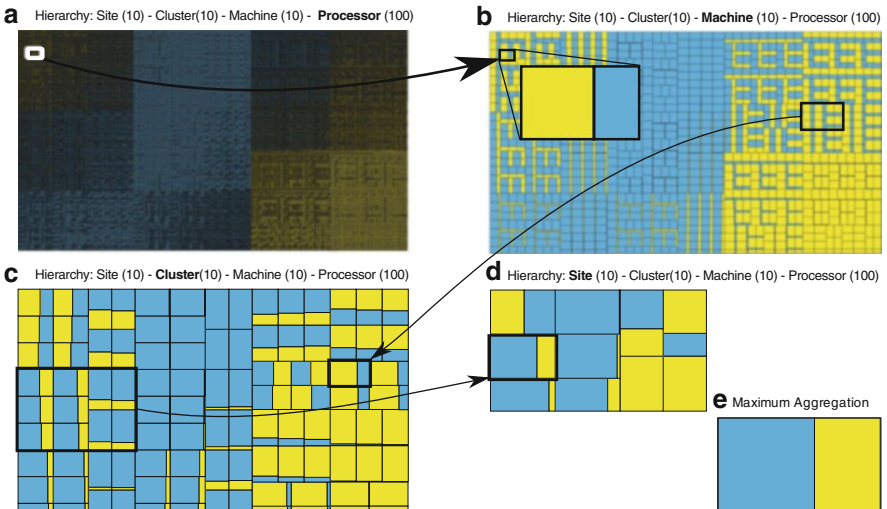 a Hierarchy: Site (10) - Cluster(10) - Machine (10) - Processor (100)
b Hierarchy: Site (10) - Cluster(10) - Machine (10) - Processor (100)
c Hierarchy: Site (10) - Cluster(10) - Machine (10) - Processor (100)
d Hierarchy: Site (10) - Cluster(10) - Machine (10) - Processor (100)
e Maximum Aggregation